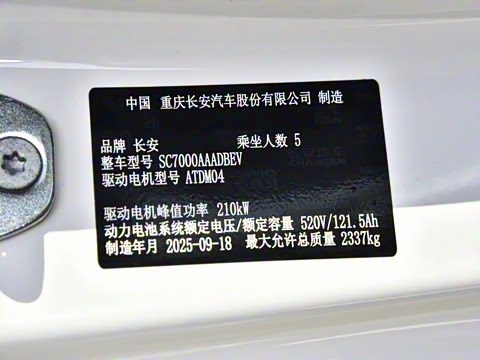 中国 重庆长安汽车股份有限公司 制造
品牌 长安 乘坐人数 5
整车型号 SC7000AAADBEV
驱动电机型号 ATDM04
驱动电机峰值功率 210kW
动力电池系统额定电压/额定容量 520V/121.5Ah
制造年月 2025-09-18 最大允许总质量 2337kg